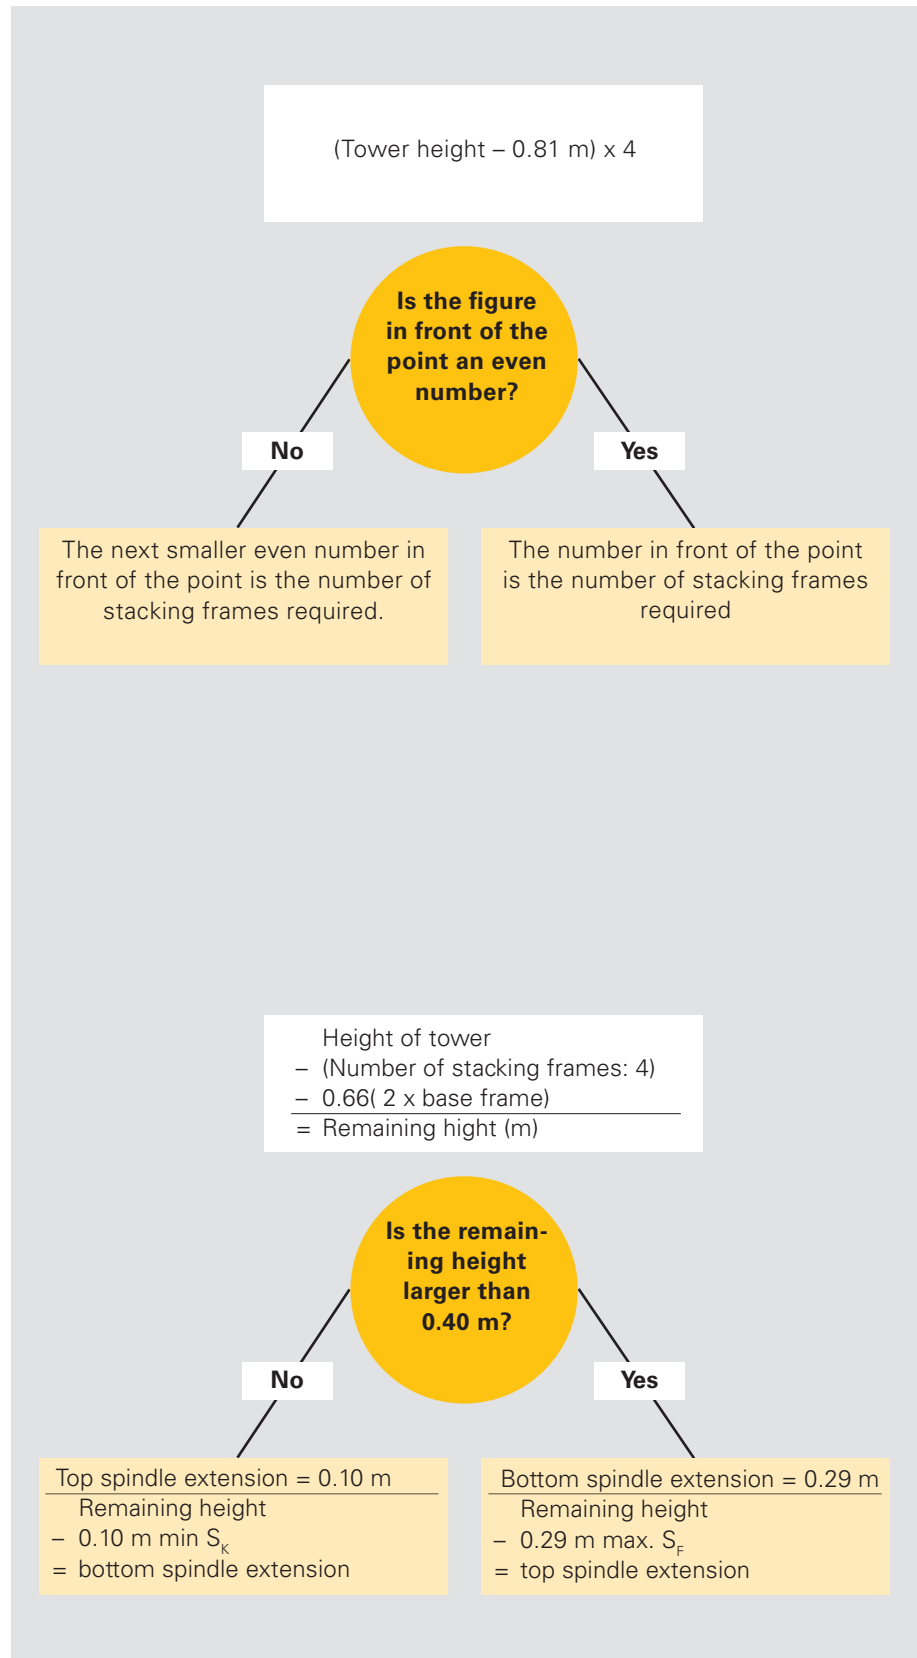 (Tower height – 0.81 m) x 4
Is the figure
in front of the
point an even
number?
No
Yes
The next smaller even number in
front of the point is the number of
stacking frames required.
The number in front of the point
is the number of stacking frames
required
Height of tower
– (Number of stacking frames: 4)
– 0.66( 2 x base frame)
= Remaining hight (m)
Is the remain-
ing height
larger than
0.40 m?
No
Yes
Top spindle extension = 0.10 m
Remaining height
– 0.10 m min S_K
= bottom spindle extension
Bottom spindle extension = 0.29 m
Remaining height
– 0.29 m max. S_F
= top spindle extension